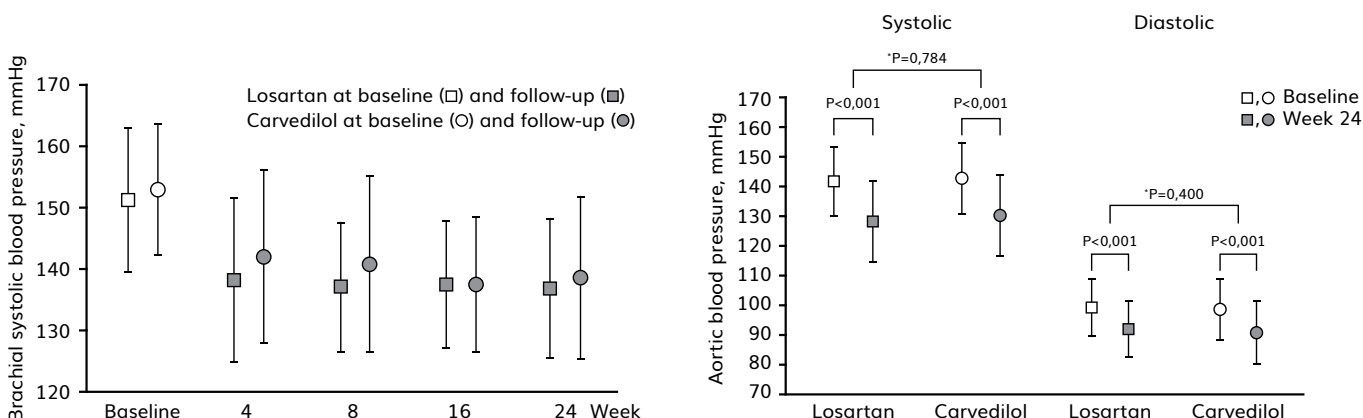 Brachial systolic blood pressure, mmHg
170
160
150
140
130
120
Losartan at baseline (□) and follow-up (■)
Carvedilol at baseline (○) and follow-up (●)
Baseline 4 8 16 24 Week
Systolic Diastolic
*P=0,784
P<0,001 P<0,001
□,○ Baseline
■,● Week 24
*P=0,400
P<0,001 P<0,001
Aortic blood pressure, mmHg
170
160
150
140
130
120
110
100
90
80
70
Losartan Carvedilol Losartan Carvedilol